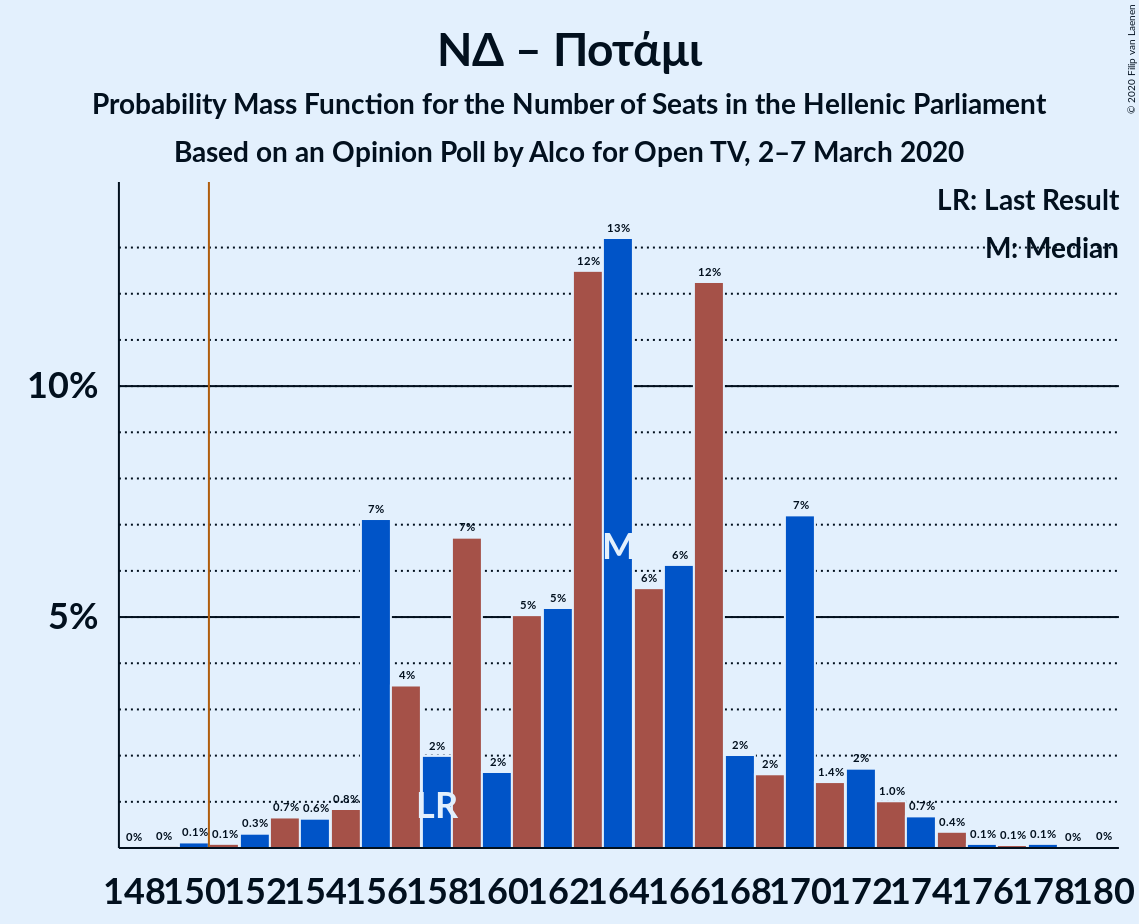 ΝΔ – Ποτάμι
Probability Mass Function for the Number of Seats in the Hellenic Parliament
Based on an Opinion Poll by Alco for Open TV, 2–7 March 2020
© 2020 Filip van Laenen
LR: Last Result
M: Median
10%
5%
0% 0% 0.1% 0.1% 0.3% 0.7% 0.6% 0.8% 7% 4% 2% 7% 2% 5% 5% 12% 13% 6% 6% 12% 2% 2% 7% 1.4% 2% 1.0% 0.7% 0.4% 0.1% 0.1% 0.1% 0% 0%
M
LR
148 150 152 154 156 158 160 162 164 166 168 170 172 174 176 178 180